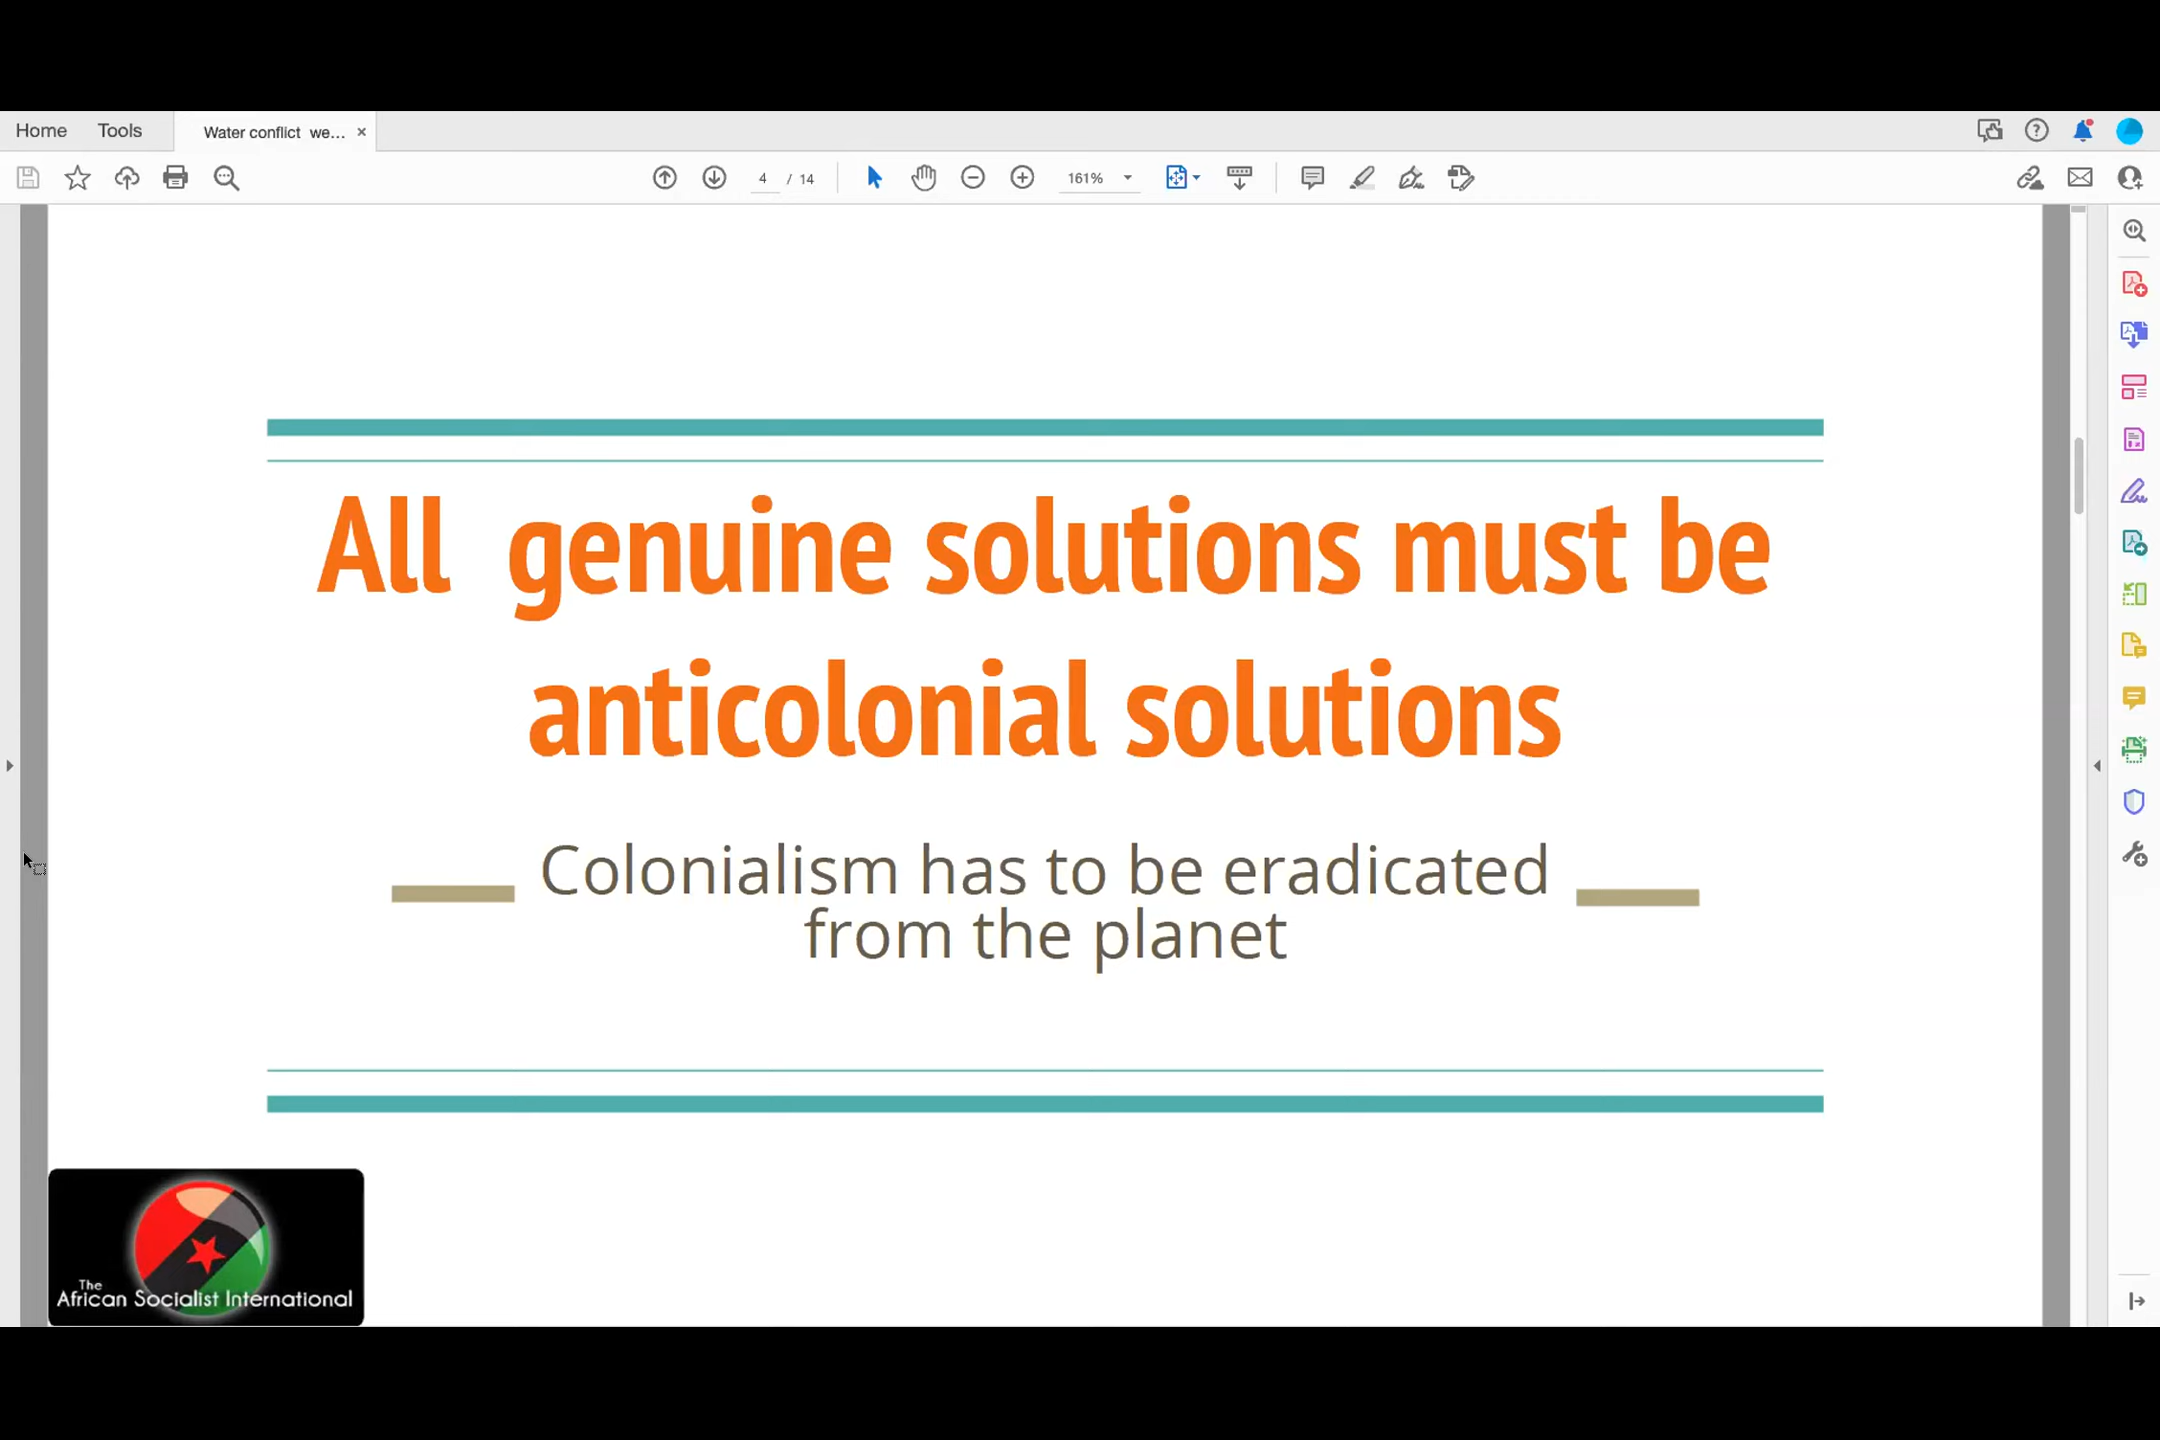 Home Tools Water conflict we... ×
4 / 14 161%
All genuine solutions must be
anticolonial solutions
Colonialism has to be eradicated
from the planet
The
African Socialist International